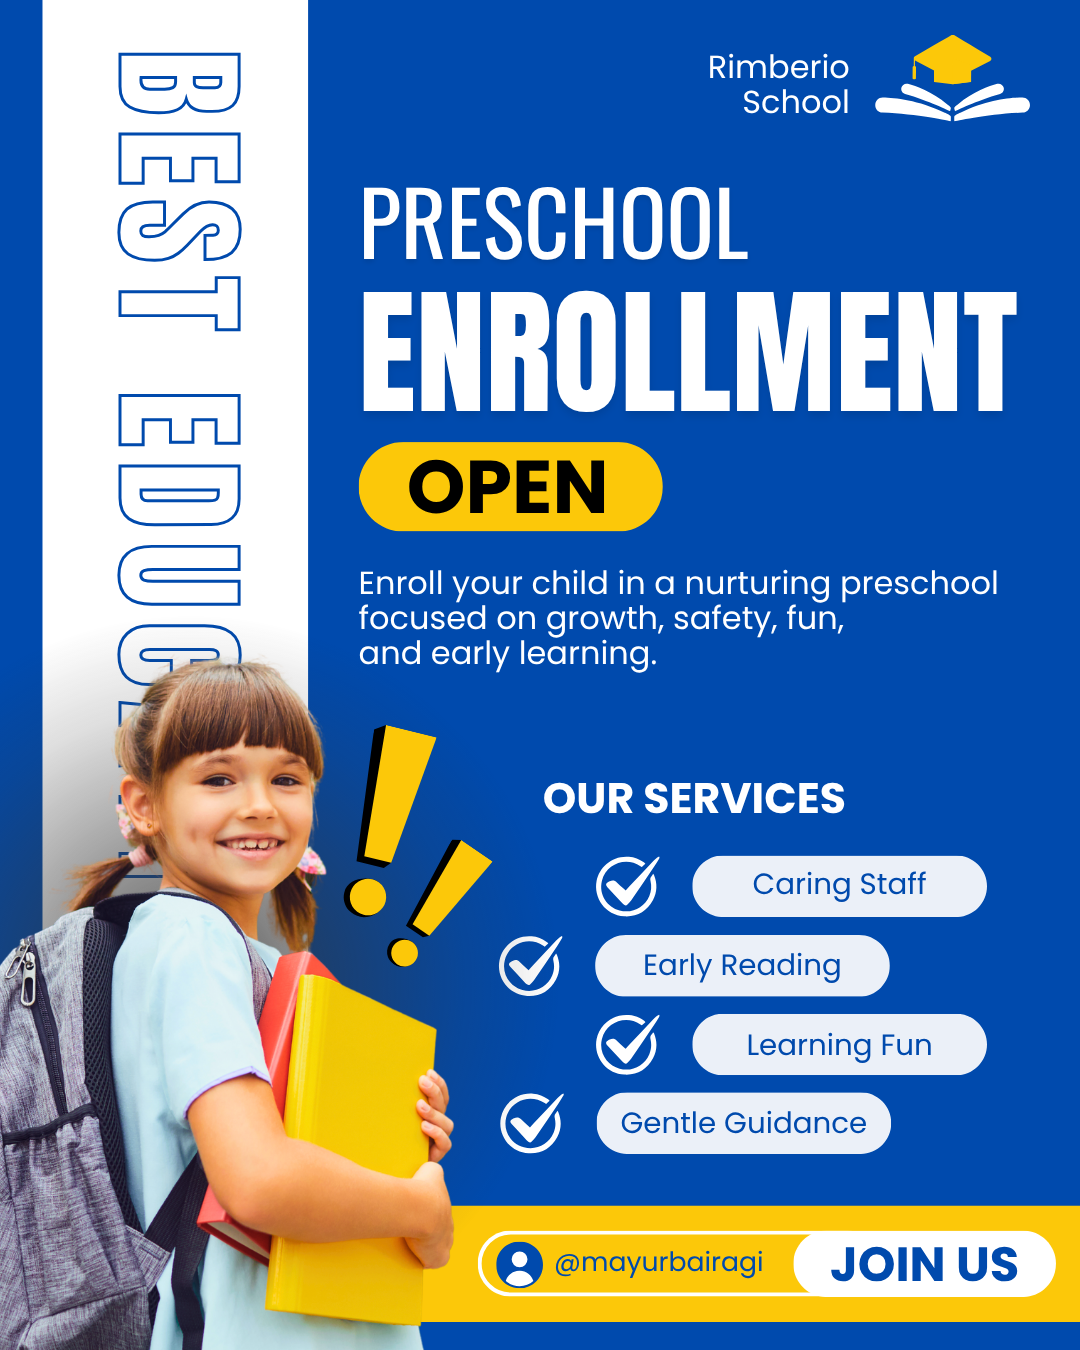 BEST EDUC
Rimberio
School
PRESCHOOL
ENROLLMENT
OPEN
Enroll your child in a nurturing preschool
focused on growth, safety, fun,
and early learning.
OUR SERVICES
Caring Staff
Early Reading
Learning Fun
Gentle Guidance
@mayurbairagi
JOIN US